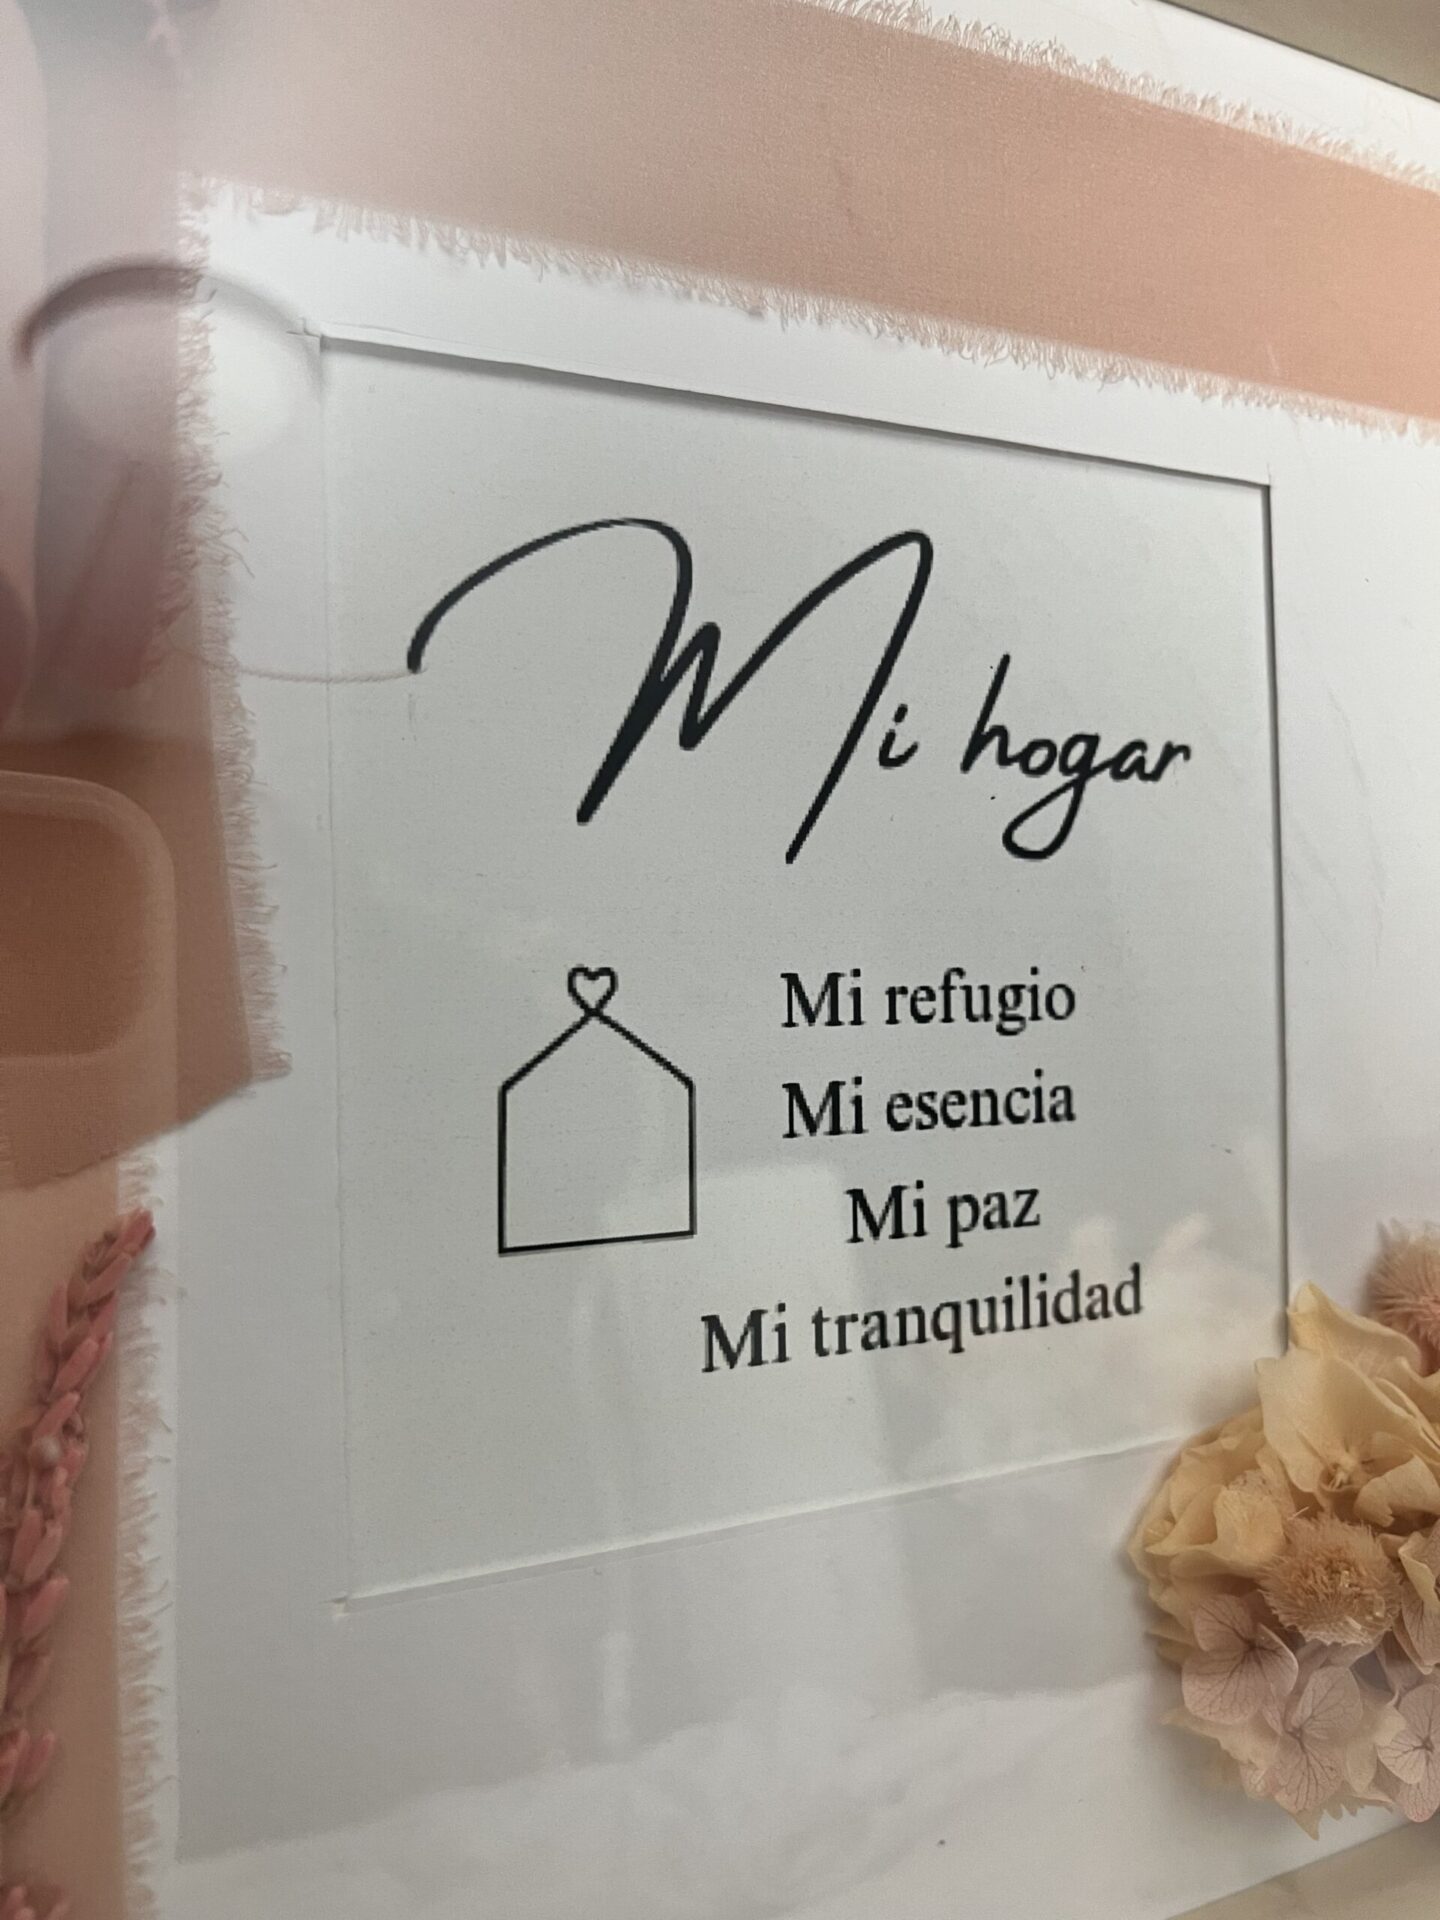 Mi hogar
Mi refugio
Mi esencia
Mi paz
Mi tranquilidad